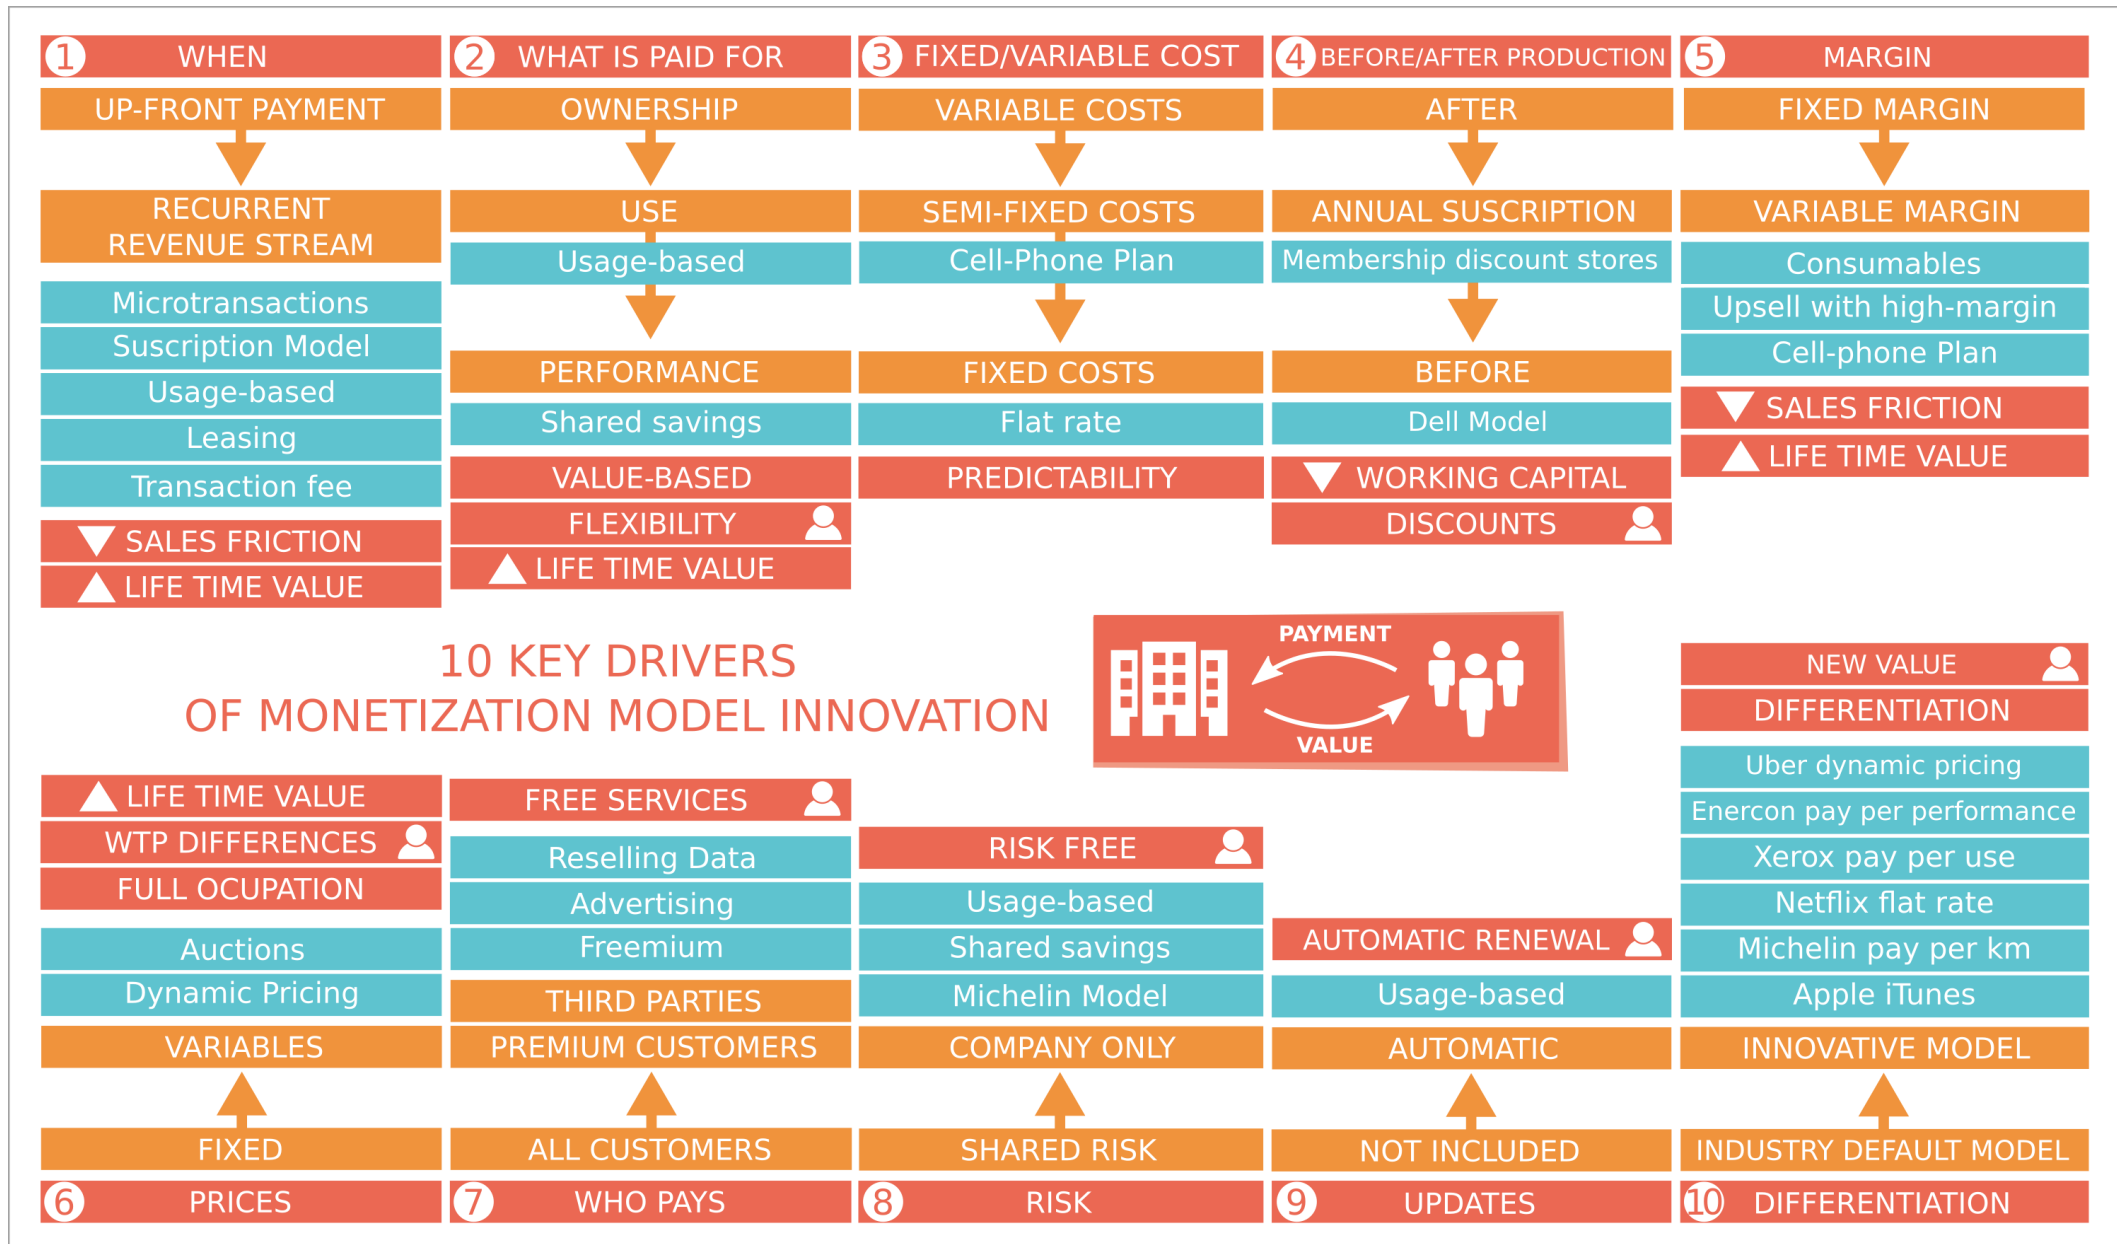 1 WHEN
UP-FRONT PAYMENT
RECURRENT
REVENUE STREAM
Microtransactions
Suscription Model
Usage-based
Leasing
Transaction fee
SALES FRICTION
LIFE TIME VALUE
2 WHAT IS PAID FOR
OWNERSHIP
USE
Usage-based
PERFORMANCE
Shared savings
VALUE-BASED
FLEXIBILITY
LIFE TIME VALUE
3 FIXED/VARIABLE COST
VARIABLE COSTS
SEMI-FIXED COSTS
Cell-Phone Plan
FIXED COSTS
Flat rate
PREDICTABILITY
4 BEFORE/AFTER PRODUCTION
AFTER
ANNUAL SUSCRIPTION
Membership discount stores
BEFORE
Dell Model
WORKING CAPITAL
DISCOUNTS
5 MARGIN
FIXED MARGIN
VARIABLE MARGIN
Consumables
Upsell with high-margin
Cell-phone Plan
SALES FRICTION
LIFE TIME VALUE
10 KEY DRIVERS
OF MONETIZATION MODEL INNOVATION
PAYMENT
VALUE
LIFE TIME VALUE
WTP DIFFERENCES
FULL OCUPATION
Auctions
Dynamic Pricing
VARIABLES
FIXED
6 PRICES
FREE SERVICES
Reselling Data
Advertising
Freemium
THIRD PARTIES
PREMIUM CUSTOMERS
ALL CUSTOMERS
7 WHO PAYS
RISK FREE
Usage-based
Shared savings
Michelin Model
COMPANY ONLY
SHARED RISK
8 RISK
AUTOMATIC RENEWAL
Usage-based
AUTOMATIC
NOT INCLUDED
9 UPDATES
NEW VALUE
DIFFERENTIATION
Uber dynamic pricing
Enercon pay per performance
Xerox pay per use
Netflix flat rate
Michelin pay per km
Apple iTunes
INNOVATIVE MODEL
INDUSTRY DEFAULT MODEL
10 DIFFERENTIATION